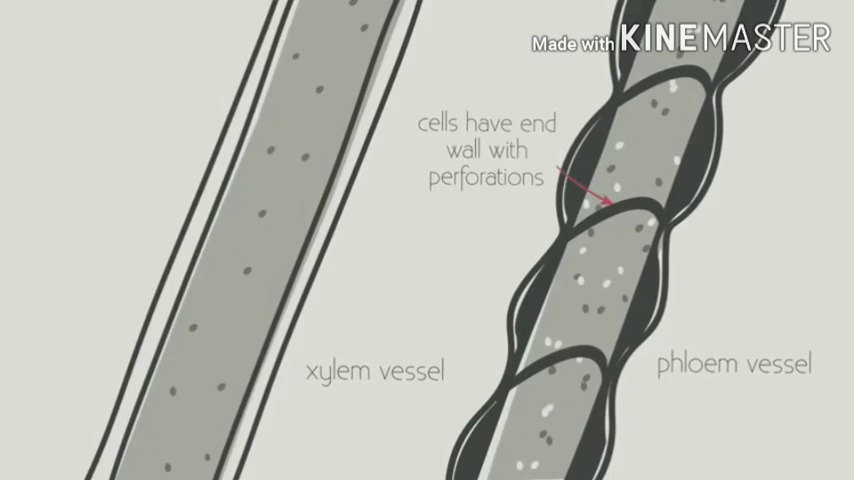 Made with KINEMASTER
cells have end
wall with
perforations
xylem vessel
phloem vessel